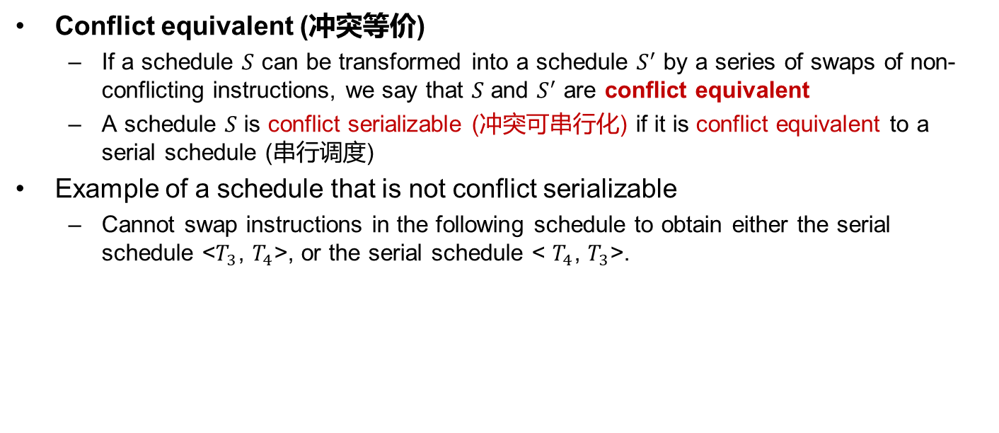 • Conflict equivalent (冲突等价)
– If a schedule 𝑆 can be transformed into a schedule 𝑆′ by a series of swaps of non-
conflicting instructions, we say that 𝑆 and 𝑆′ are conflict equivalent
– A schedule 𝑆 is conflict serializable (冲突可串行化) if it is conflict equivalent to a
serial schedule (串行调度)
• Example of a schedule that is not conflict serializable
– Cannot swap instructions in the following schedule to obtain either the serial
schedule <𝑇₃, 𝑇₄>, or the serial schedule < 𝑇₄, 𝑇₃>.